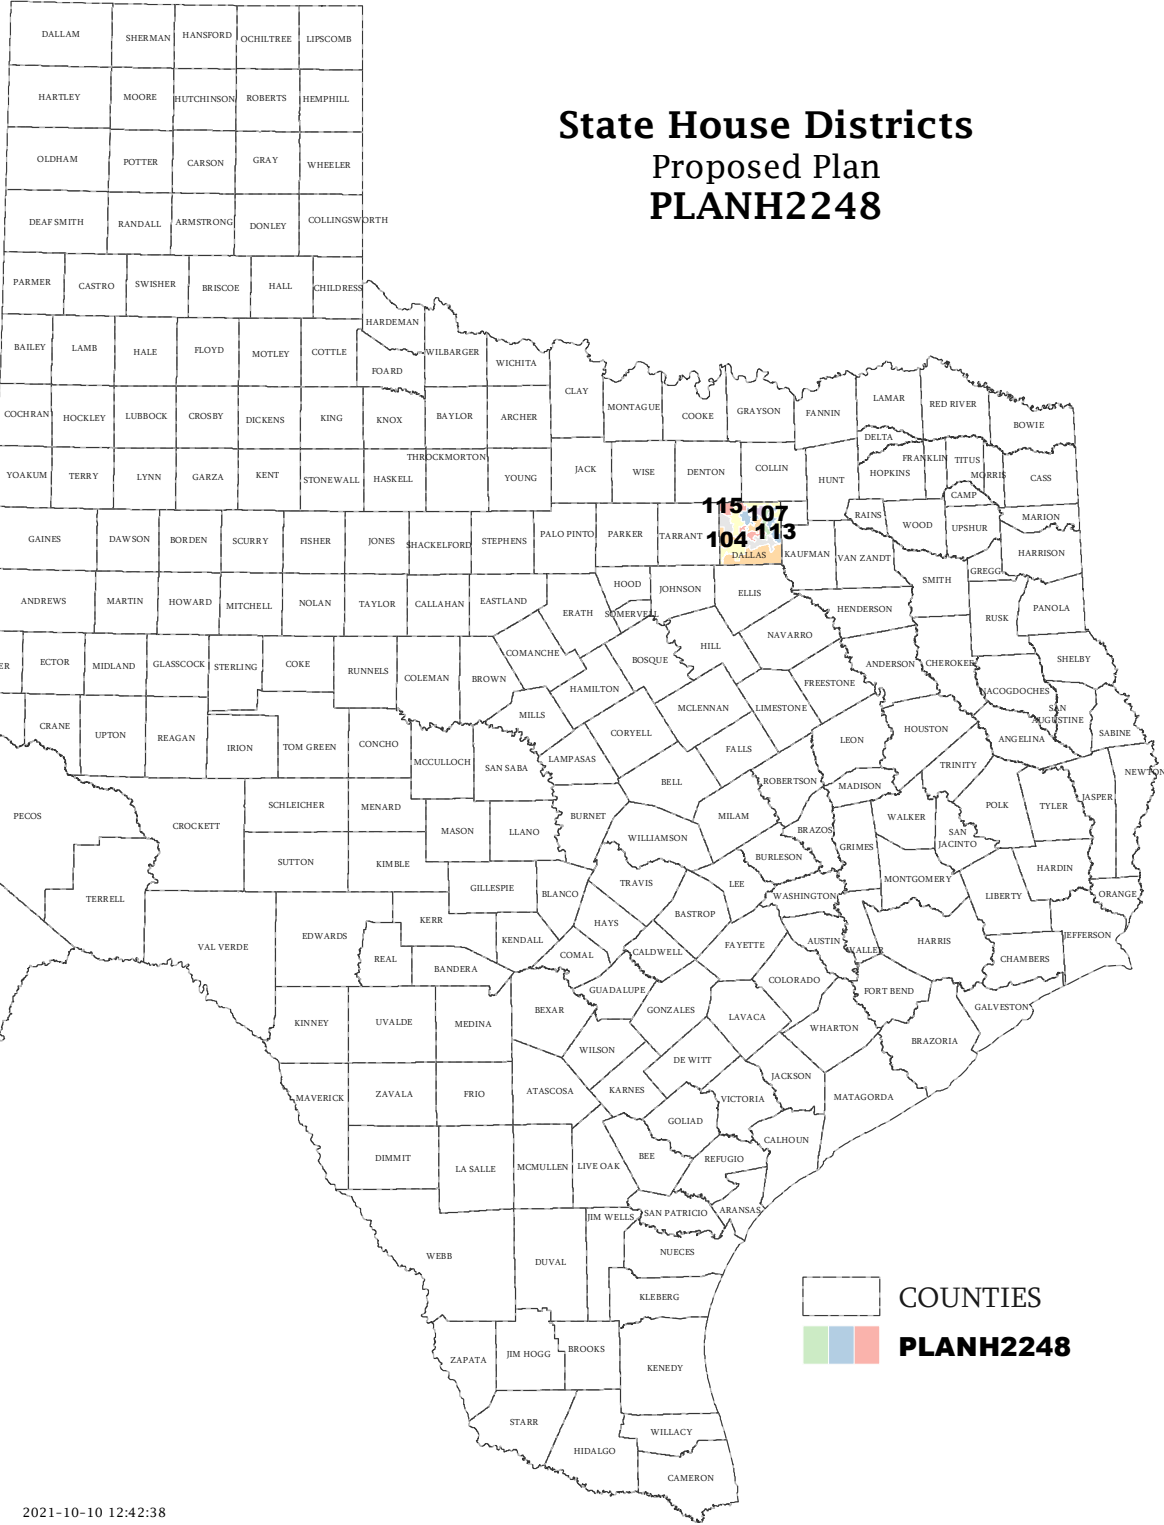 State House Districts
Proposed Plan
PLANH2248
DALLAM SHERMAN HANSFORD OCHILTREE LIPSCOMB
HARTLEY MOORE HUTCHINSON ROBERTS HEMPHILL
OLDHAM POTTER CARSON GRAY WHEELER
DEAF SMITH RANDALL ARMSTRONG DONLEY COLLINGSWORTH
PARMER CASTRO SWISHER BRISCOE HALL CHILDRESS
HARDEMAN
BAILEY LAMB HALE FLOYD MOTLEY COTTLE WILBARGER WICHITA
FOARD
CLAY
COCHRAN HOCKLEY LUBBOCK CROSBY DICKENS KING KNOX BAYLOR ARCHER MONTAGUE COOKE GRAYSON FANNIN LAMAR RED RIVER BOWIE
DELTA
THROCKMORTON FRANKLIN TITUS
YOAKUM TERRY LYNN GARZA KENT STONEWALL HASKELL YOUNG JACK WISE DENTON COLLIN HUNT HOPKINS MORRIS CASS
CAMP
115 107
RAINS WOOD UPSHUR MARION
GAINES DAWSON BORDEN SCURRY FISHER JONES SHACKELFORD STEPHENS PALO PINTO PARKER TARRANT 104 113
DALLAS KAUFMAN VAN ZANDT HARRISON
GREGG
SMITH
ANDREWS MARTIN HOWARD MITCHELL NOLAN TAYLOR CALLAHAN EASTLAND ERATH HOOD JOHNSON ELLIS HENDERSON RUSK PANOLA
SOMERVELL
NAVARRO
ER ECTOR MIDLAND GLASSCOCK STERLING COKE RUNNELS COLEMAN BROWN COMANCHE BOSQUE HILL ANDERSON CHEROKEE SHELBY
HAMILTON FREESTONE NACOGDOCHES
MILLS MCLENNAN LIMESTONE SAN
AUGUSTINE
CRANE UPTON REAGAN IRION TOM GREEN CONCHO CORYELL LEON HOUSTON ANGELINA SABINE
MCCULLOCH SAN SABA LAMPASAS FALLS TRINITY NEWTON
BELL ROBERTSON MADISON
PECOS CROCKETT SCHLEICHER MENARD MASON LLANO BURNET WILLIAMSON MILAM BRAZOS WALKER POLK TYLER JASPER
SAN
JACINTO
SUTTON KIMBLE BURLESON GRIMES HARDIN
TERRELL GILLESPIE BLANCO TRAVIS LEE WASHINGTON MONTGOMERY LIBERTY ORANGE
VAL VERDE EDWARDS KERR KENDALL HAYS BASTROP FAYETTE AUSTIN WALLER HARRIS JEFFERSON
REAL BANDERA COMAL CALDWELL CHAMBERS
COLORADO
GUADALUPE FORT BEND
KINNEY UVALDE MEDINA BEXAR GONZALES LAVACA WHARTON GALVESTON
WILSON BRAZORIA
DE WITT
MAVERICK ZAVALA FRIO ATASCOSA KARNES VICTORIA JACKSON MATAGORDA
GOLIAD
CALHOUN
DIMMIT LA SALLE MCMULLEN LIVE OAK BEE REFUGIO
JIM WELLS SAN PATRICIO ARANSAS
WEBB DUVAL NUECES
KLEBERG
COUNTIES
PLANH2248
ZAPATA JIM HOGG BROOKS KENEDY
STARR HIDALGO WILLACY
CAMERON
2021-10-10 12:42:38